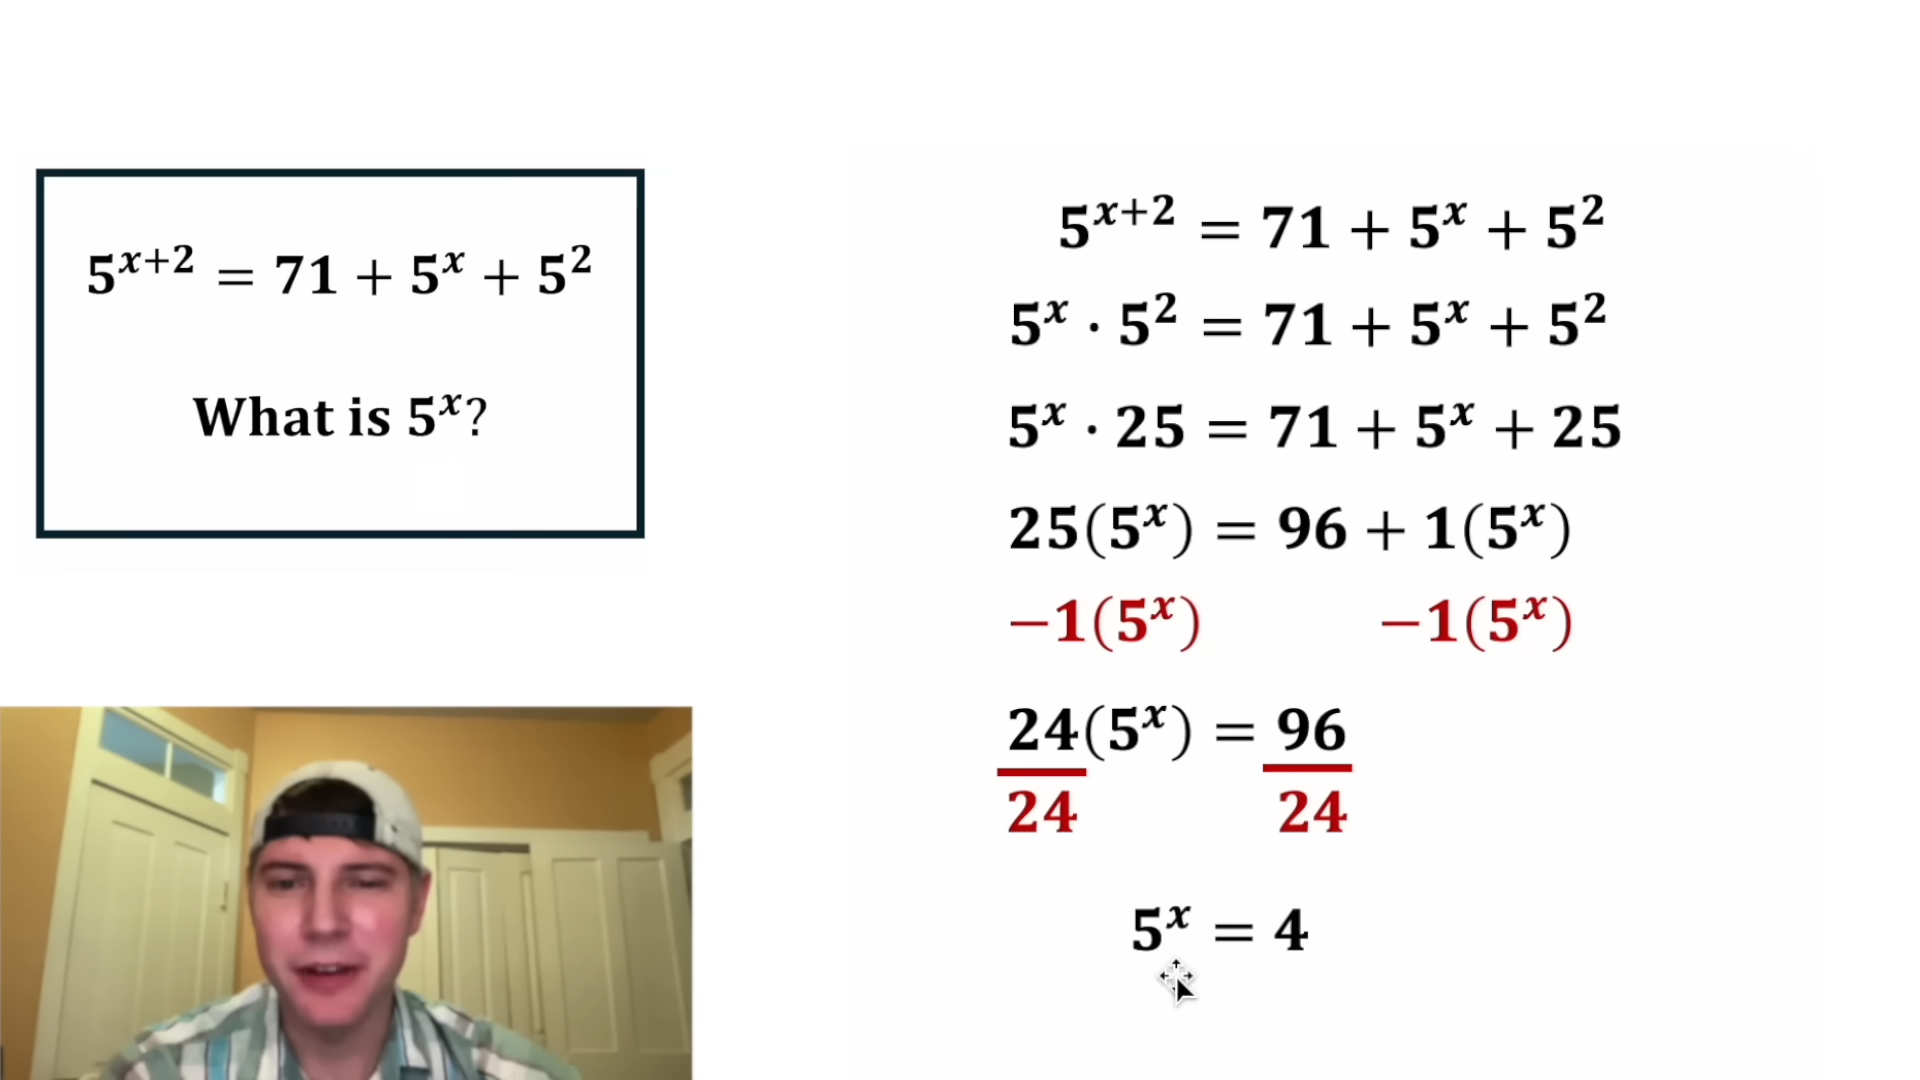 5^{x+2} = 71 + 5^x + 5^2
What is 5^x?
5^{x+2} = 71 + 5^x + 5^2
5^x · 5^2 = 71 + 5^x + 5^2
5^x · 25 = 71 + 5^x + 25
25(5^x) = 96 + 1(5^x)
−1(5^x) −1(5^x)
24(5^x) = 96
24 24
5^x = 4